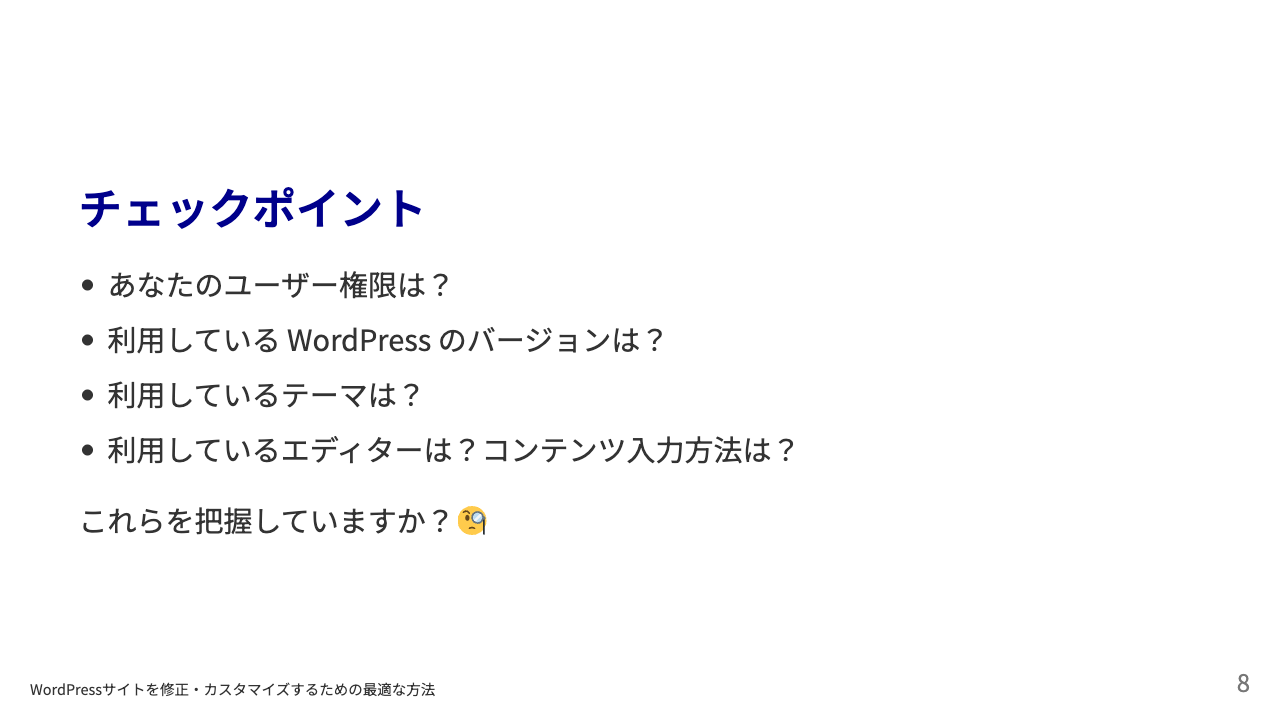 チェックポイント
• あなたのユーザー権限は？
• 利用している WordPress のバージョンは？
• 利用しているテーマは？
• 利用しているエディターは？コンテンツ入力方法は？
これらを把握していますか？🧐
WordPressサイトを修正・カスタマイズするための最適な方法
8